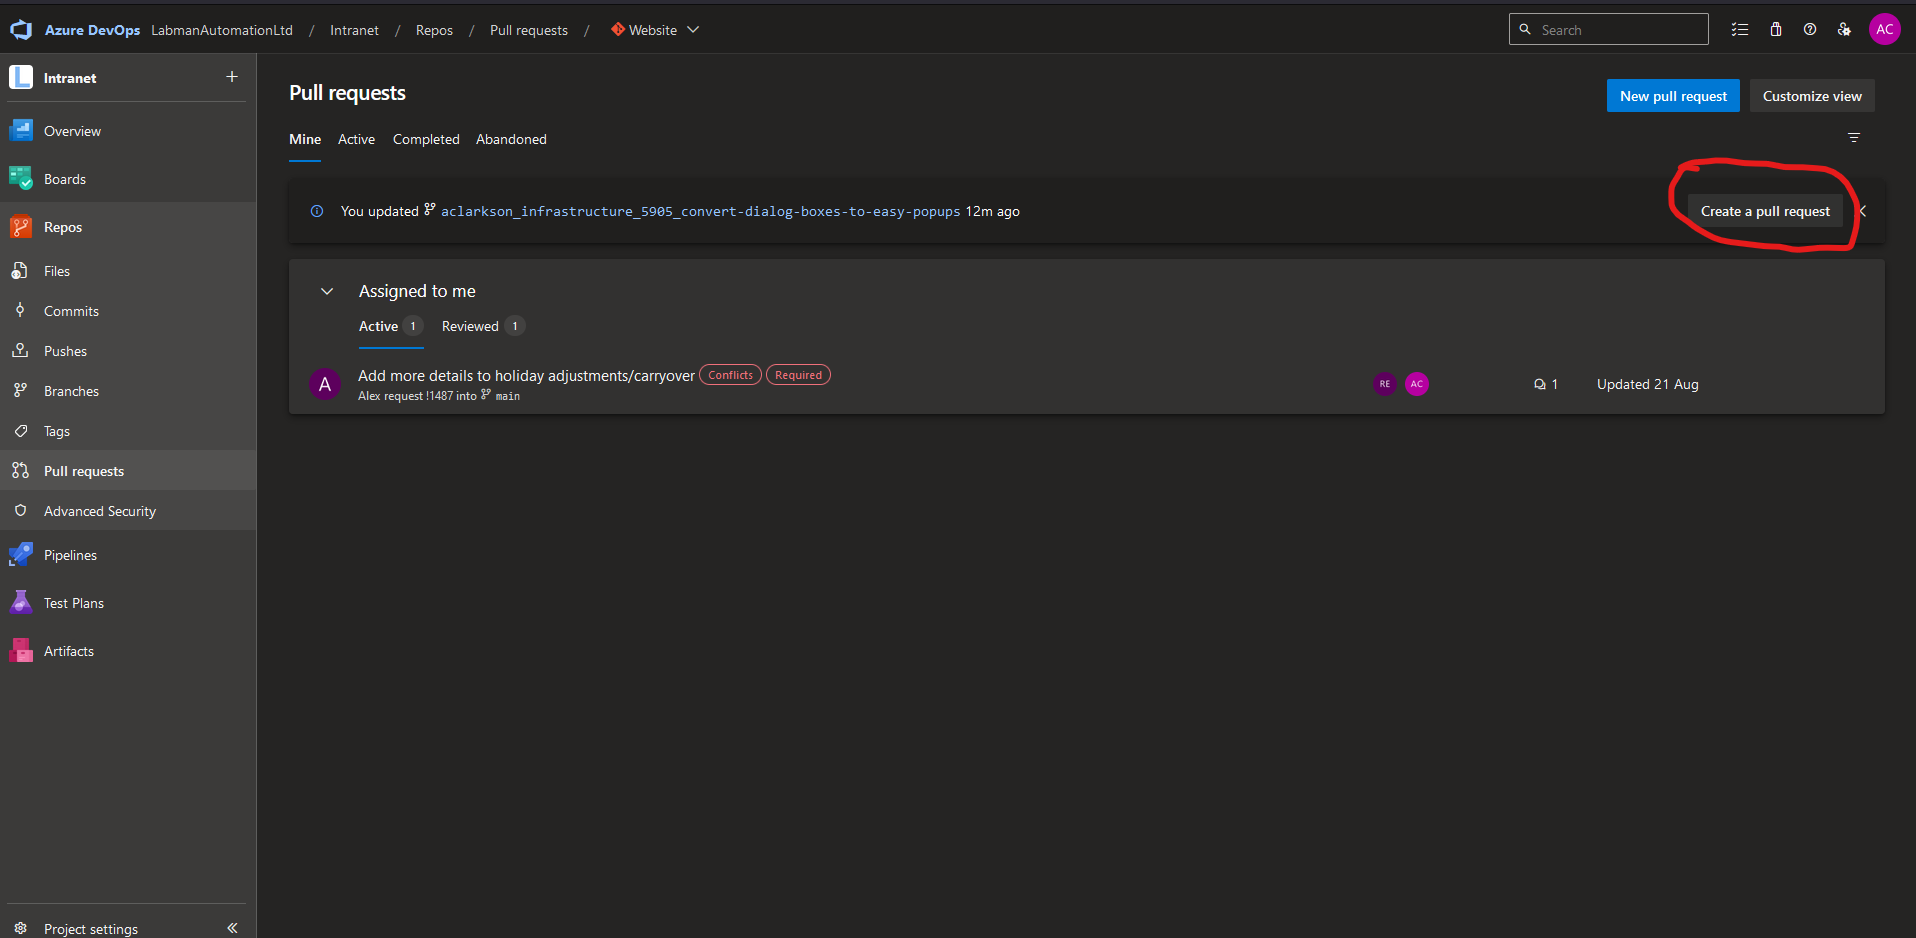 Azure DevOps LabmanAutomationLtd / Intranet / Repos / Pull requests / Website
Search
AC
L Intranet +
Overview
Boards
Repos
Files
Commits
Pushes
Branches
Tags
Pull requests
Advanced Security
Pipelines
Test Plans
Artifacts
Project settings
Pull requests
New pull request
Customize view
Mine Active Completed Abandoned
You updated aclarkson_infrastructure_5905_convert-dialog-boxes-to-easy-popups 12m ago
Create a pull request
Assigned to me
Active 1 Reviewed 1
A
Add more details to holiday adjustments/carryover Conflicts Required
Alex request !1487 into main
RE AC 1 Updated 21 Aug